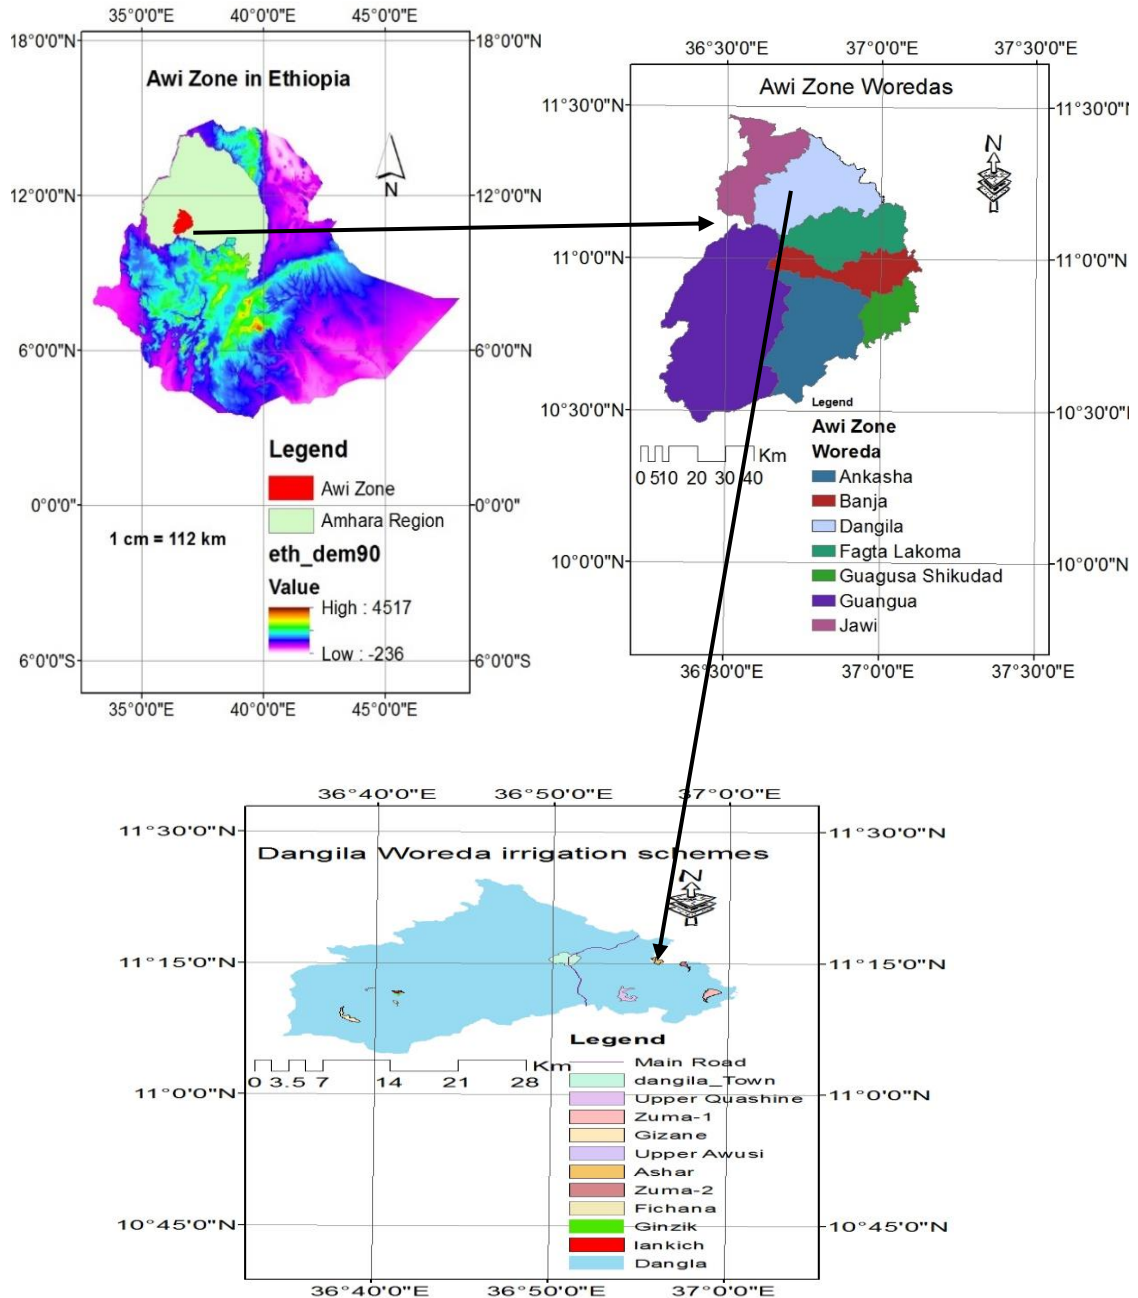 35°0'0"E 40°0'0"E 45°0'0"E
18°0'0"N 18°0'0"N
Awi Zone in Ethiopia
N
12°0'0"N 12°0'0"N
6°0'0"N 6°0'0"N
Legend
Awi Zone
Amhara Region
0°0'0" 0°0'0"
1 cm = 112 km
eth_dem90
Value
High : 4517
Low : -236
6°0'0"S 6°0'0"S
35°0'0"E 40°0'0"E 45°0'0"E
36°30'0"E 37°0'0"E 37°30'0"E
Awi Zone Woredas
11°30'0"N 11°30'0"N
N
11°0'0"N 11°0'0"N
10°30'0"N 10°30'0"N
Legend
Awi Zone
Woreda
Km
0 510 20 30 40
Ankasha
Banja
Dangila
Fagta Lakoma
Guagusa Shikudad
Guangua
Jawi
10°0'0"N 10°0'0"N
36°30'0"E 37°0'0"E 37°30'0"E
36°40'0"E 36°50'0"E 37°0'0"E
11°30'0"N 11°30'0"N
Dangila Woreda irrigation schemes
N
11°15'0"N 11°15'0"N
Legend
Km
0 3.5 7 14 21 28
Main Road
dangila_Town
Upper Quashine
Zuma-1
Gizane
Upper Awusi
Ashar
Zuma-2
Fichana
Ginzik
lankich
Dangla
11°0'0"N 11°0'0"N
10°45'0"N 10°45'0"N
36°40'0"E 36°50'0"E 37°0'0"E